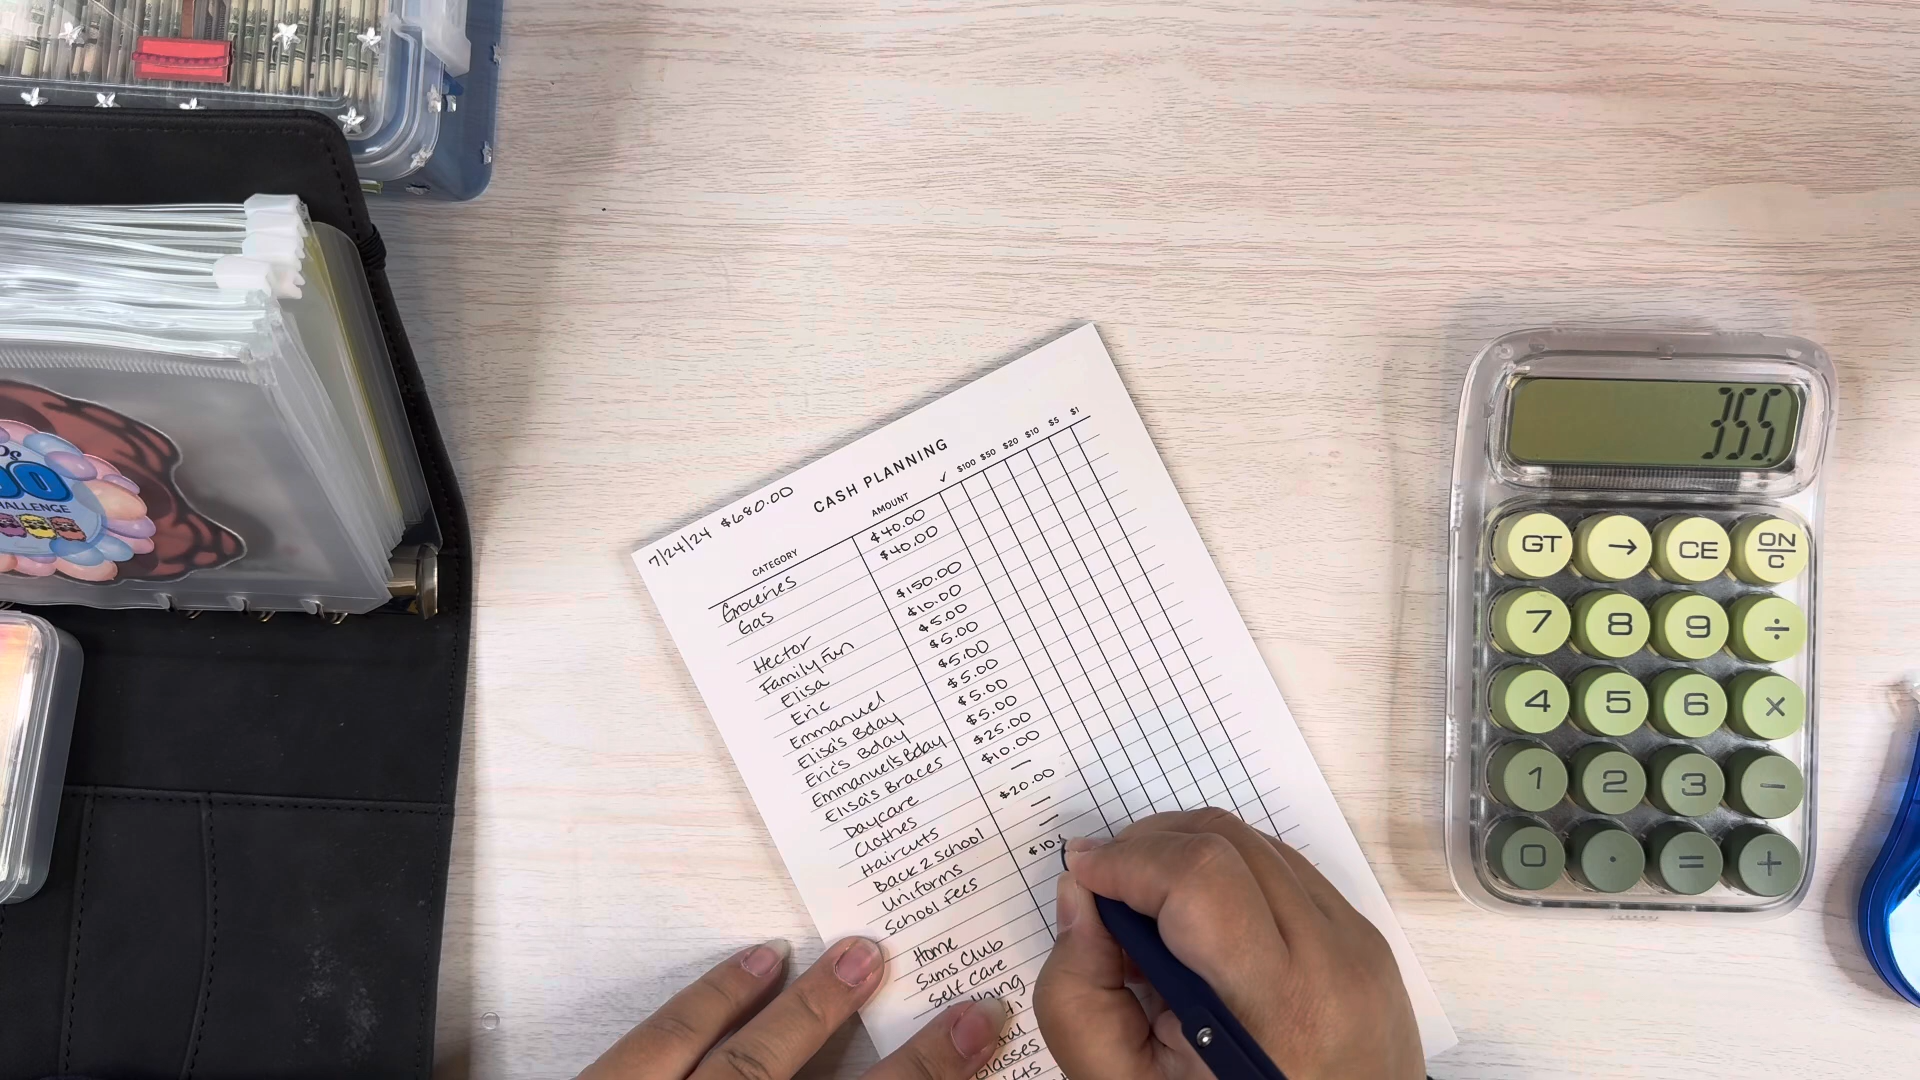 7/24/24 $680.00
CASH PLANNING
CATEGORY AMOUNT ✓ $100 $50 $20 $10 $5 $1
Groceries $40.00
Gas $40.00
Hector $150.00
Family Fun $10.00
Elisa $5.00
Eric $5.00
Emmanuel $5.00
Elisa's Bday $5.00
Eric's Bday $5.00
Emmanuel's Bday $5.00
Elisa's Braces $25.00
Daycare $10.00
Clothes —
Haircuts $20.00
Back 2 School —
Uniforms —
School Fees $10.
Home
Sams Club
Self Care
thing
Glasses
00
CHALLENGE
355.
GT → CE ON/C
7 8 9 ÷
4 5 6 ×
1 2 3 −
0 . = +